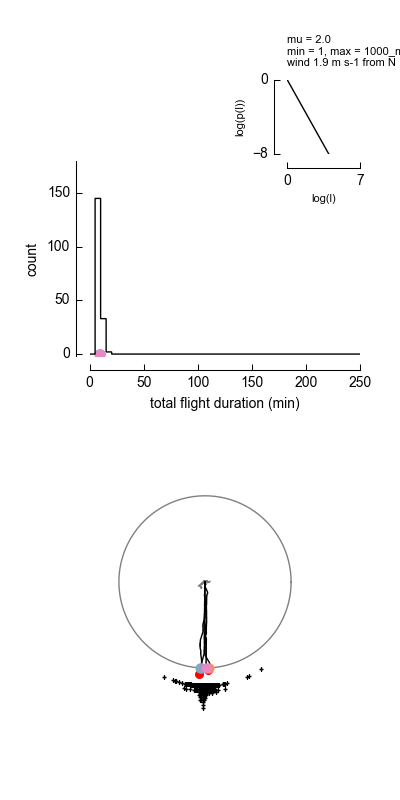 mu = 2.0
min = 1, max = 1000_m
wind 1.9 m s-1 from N
0
log(p(l))
−8
0
7
log(l)
150
100
50
0
count
0
50
100
150
200
250
total flight duration (min)